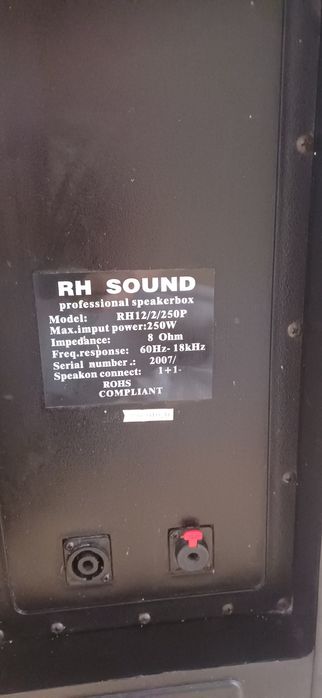 RH SOUND
professional speakerbox
Model: RH12/2/250P
Max.imput power:250W
Impedance: 8 Ohm
Freq.response: 60Hz-18kHz
Serial number.: 2007/
Speakon connect: 1+1-
ROHS
COMPLIANT